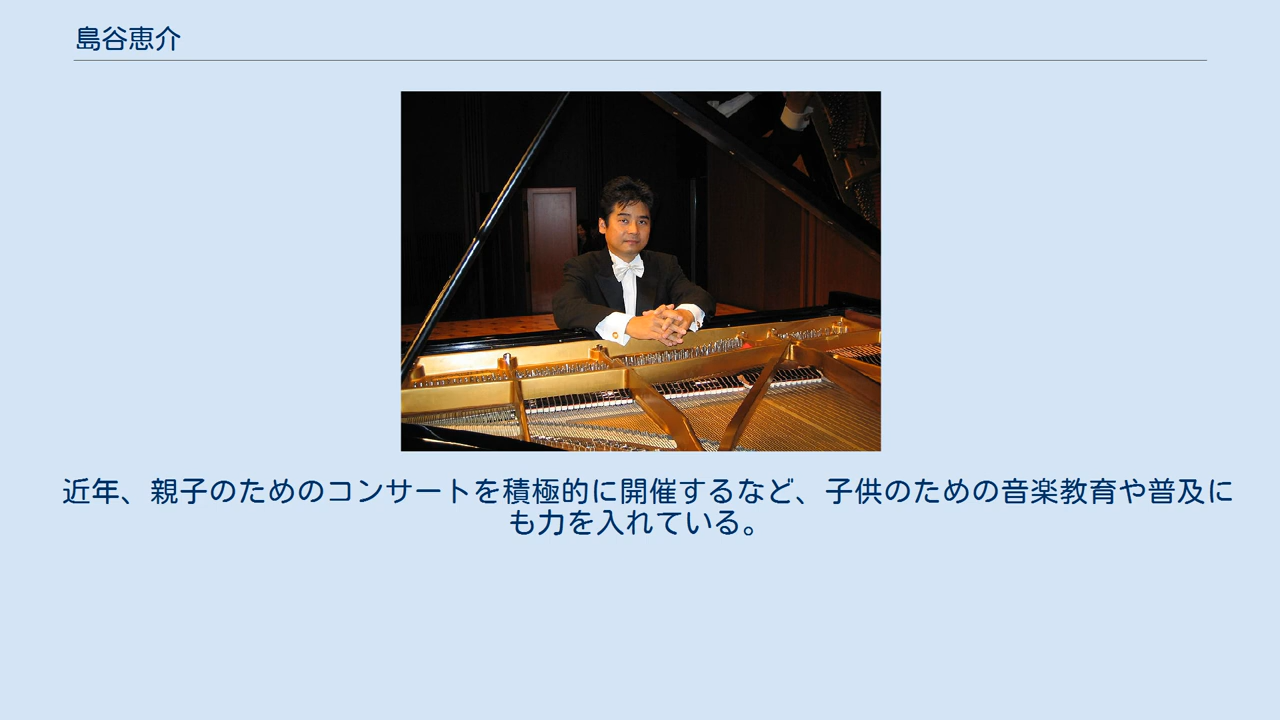 島谷恵介
近年、親子のためのコンサートを積極的に開催するなど、子供のための音楽教育や普及に
も力を入れている。